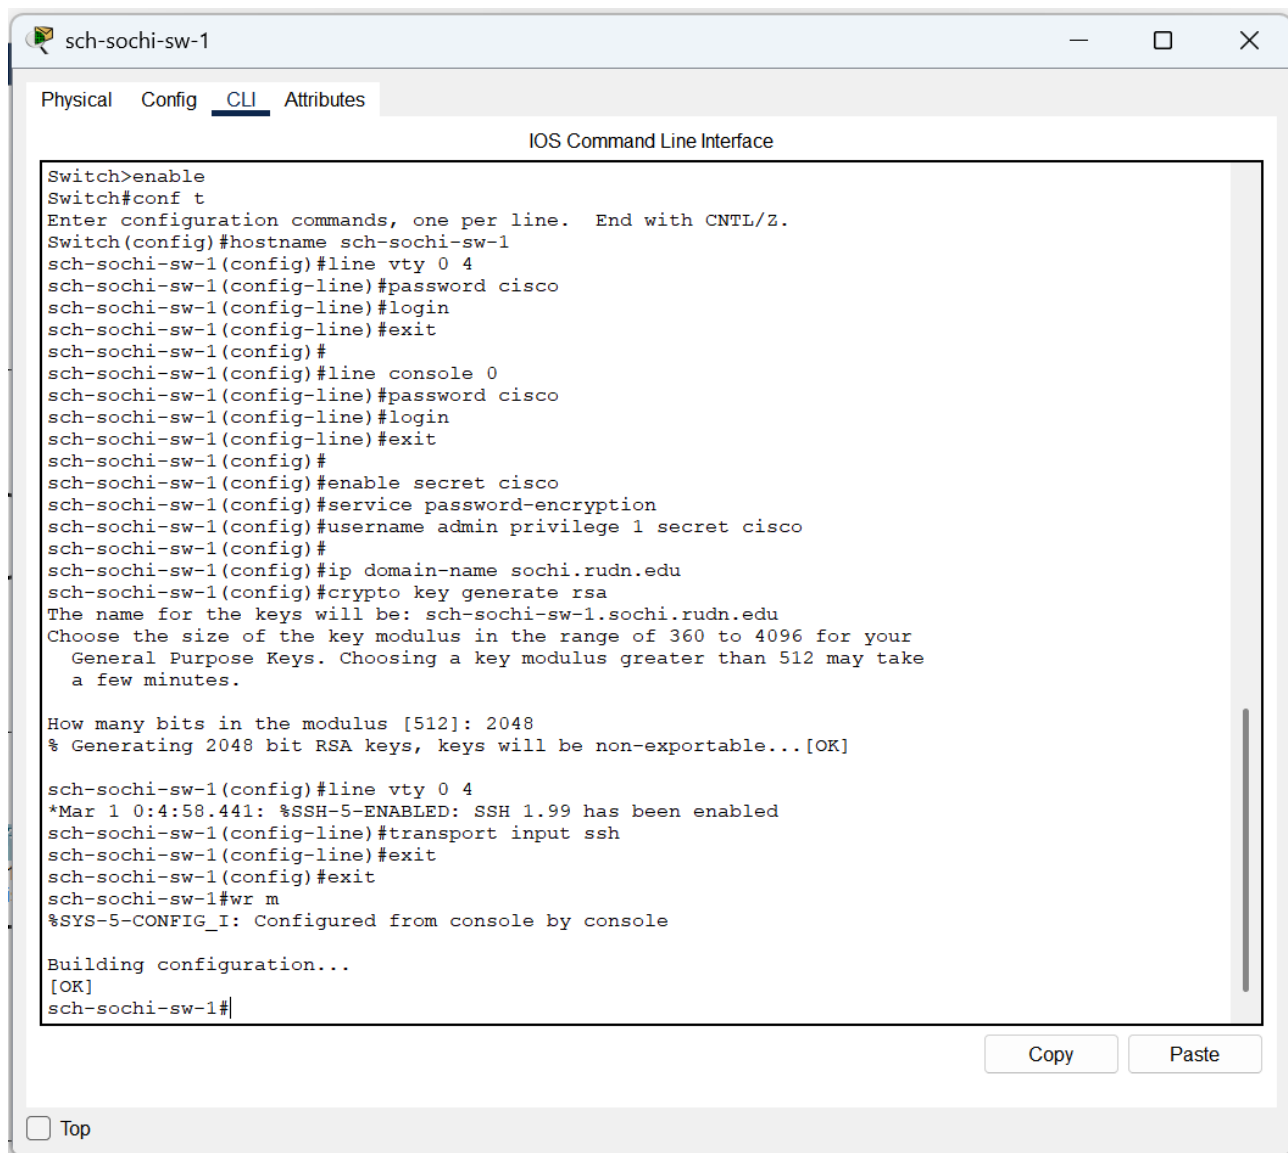 sch-sochi-sw-1
Physical Config CLI Attributes
IOS Command Line Interface
Switch>enable
Switch#conf t
Enter configuration commands, one per line.  End with CNTL/Z.
Switch(config)#hostname sch-sochi-sw-1
sch-sochi-sw-1(config)#line vty 0 4
sch-sochi-sw-1(config-line)#password cisco
sch-sochi-sw-1(config-line)#login
sch-sochi-sw-1(config-line)#exit
sch-sochi-sw-1(config)#
sch-sochi-sw-1(config)#line console 0
sch-sochi-sw-1(config-line)#password cisco
sch-sochi-sw-1(config-line)#login
sch-sochi-sw-1(config-line)#exit
sch-sochi-sw-1(config)#
sch-sochi-sw-1(config)#enable secret cisco
sch-sochi-sw-1(config)#service password-encryption
sch-sochi-sw-1(config)#username admin privilege 1 secret cisco
sch-sochi-sw-1(config)#
sch-sochi-sw-1(config)#ip domain-name sochi.rudn.edu
sch-sochi-sw-1(config)#crypto key generate rsa
The name for the keys will be: sch-sochi-sw-1.sochi.rudn.edu
Choose the size of the key modulus in the range of 360 to 4096 for your
  General Purpose Keys. Choosing a key modulus greater than 512 may take
  a few minutes.
How many bits in the modulus [512]: 2048
% Generating 2048 bit RSA keys, keys will be non-exportable...[OK]
sch-sochi-sw-1(config)#line vty 0 4
*Mar 1 0:4:58.441: %SSH-5-ENABLED: SSH 1.99 has been enabled
sch-sochi-sw-1(config-line)#transport input ssh
sch-sochi-sw-1(config-line)#exit
sch-sochi-sw-1(config)#exit
sch-sochi-sw-1#wr m
%SYS-5-CONFIG_I: Configured from console by console
Building configuration...
[OK]
sch-sochi-sw-1#
Copy Paste
Top